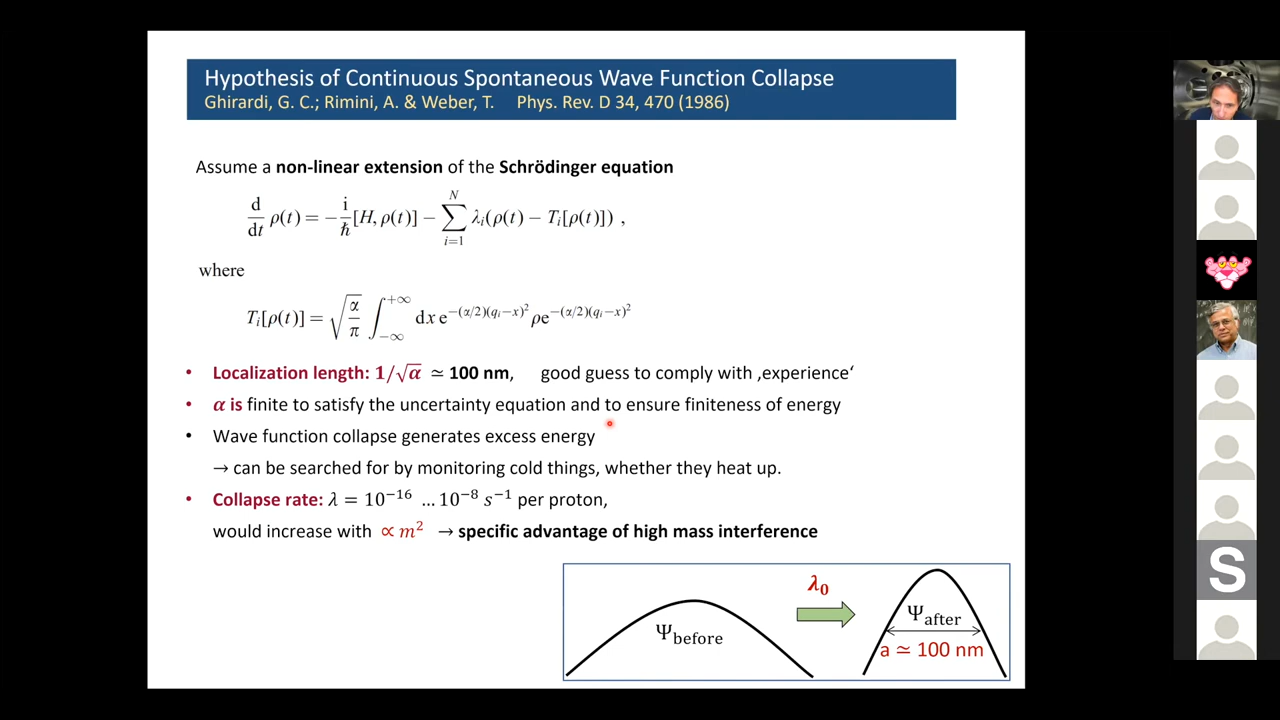 Hypothesis of Continuous Spontaneous Wave Function Collapse
Ghirardi, G. C.; Rimini, A. & Weber, T. Phys. Rev. D 34, 470 (1986)
Assume a non-linear extension of the Schrödinger equation
d/dt ρ(t) = −i/ħ [H, ρ(t)] − ∑_{i=1}^{N} λ_i(ρ(t) − T_i[ρ(t)]) ,
where
T_i[ρ(t)] = √(α/π) ∫_{−∞}^{+∞} dx e^{−(α/2)(q_i−x)^2} ρe^{−(α/2)(q_i−x)^2}
• Localization length: 1/√α ≃ 100 nm, good guess to comply with ‚experience‘
• α is finite to satisfy the uncertainty equation and to ensure finiteness of energy
• Wave function collapse generates excess energy
→ can be searched for by monitoring cold things, whether they heat up.
• Collapse rate: λ = 10^{−16} …10^{−8} s^{−1} per proton,
would increase with ∝ m^2 → specific advantage of high mass interference
λ_0
Ψ_before
Ψ_after
a ≃ 100 nm
S